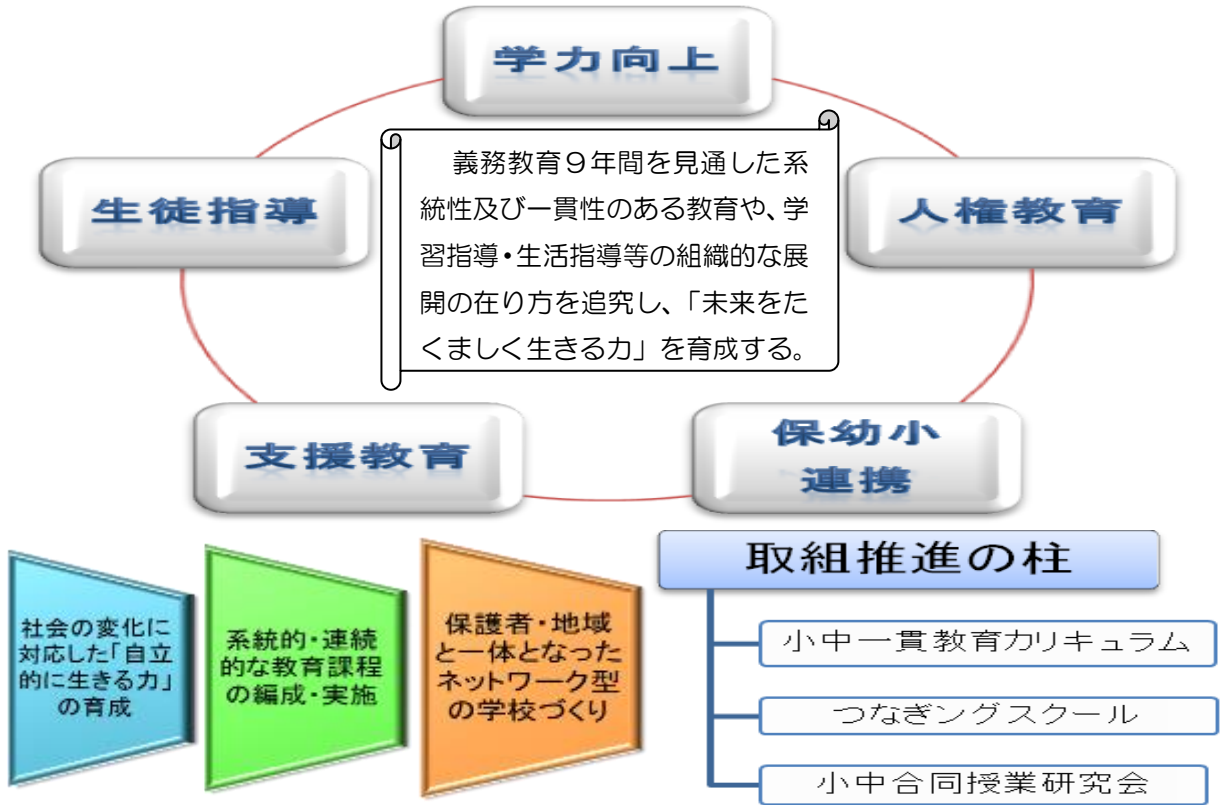 学力向上
生徒指導
人権教育
義務教育９年間を見通した系
統性及び一貫性のある教育や、学
習指導・生活指導等の組織的な展
開の在り方を追究し、「未来をた
くましく生きる力」を育成する。
支援教育
保幼小
連携
社会の変化に
対応した「自立
的に生きる力」
の育成
系統的・連続
的な教育課程
の編成・実施
保護者・地域
と一体となった
ネットワーク型
の学校づくり
取組推進の柱
小中一貫教育カリキュラム
つなぎングスクール
小中合同授業研究会